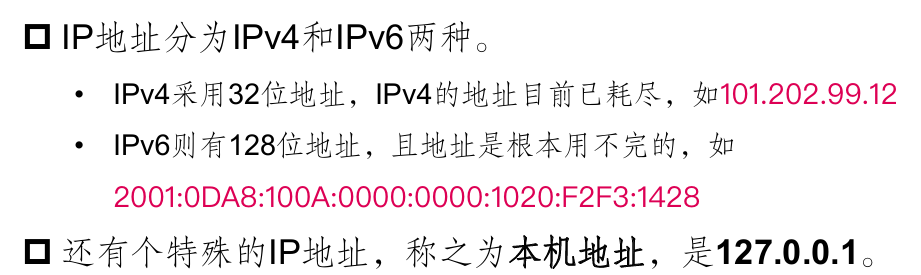 IP地址分为IPv4和IPv6两种。
• IPv4采用32位地址，IPv4的地址目前已耗尽，如101.202.99.12
• IPv6则有128位地址，且地址是根本用不完的，如
2001:0DA8:100A:0000:0000:1020:F2F3:1428
还有个特殊的IP地址，称之为本机地址，是127.0.0.1。